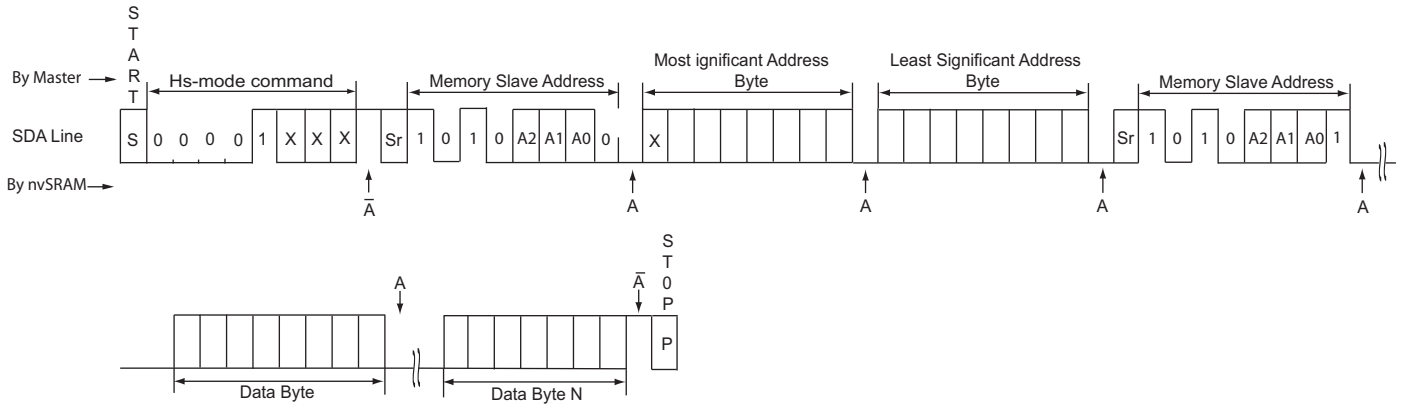 START
By Master
Hs-mode command
Memory Slave Address
Most ignificant Address
Byte
Least Significant Address
Byte
Memory Slave Address
SDA Line
S 0 0 0 0 1 X X X Sr 1 0 1 0 A2 A1 A0 0 X Sr 1 0 1 0 A2 A1 A0 1
By nvSRAM
A̅ A A A A
A A̅
ST0P
P
Data Byte
Data Byte N